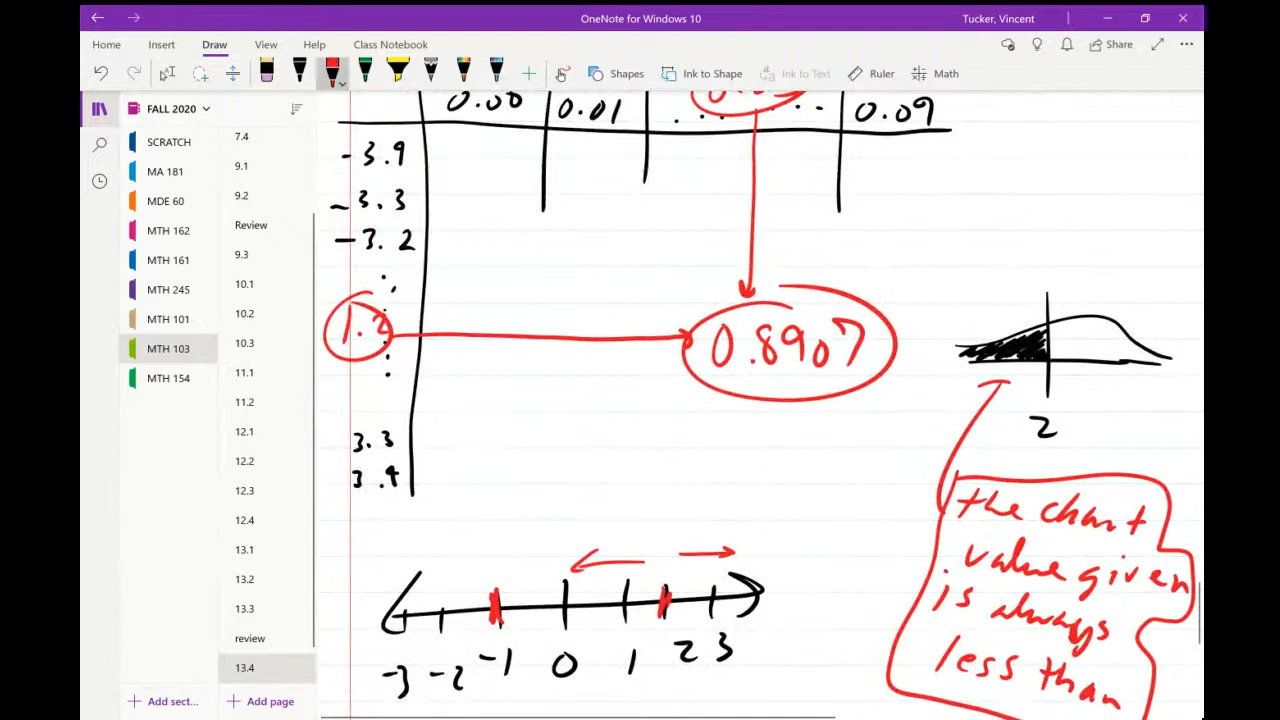 OneNote for Windows 10
Tucker, Vincent
Home Insert Draw View Help Class Notebook
Share
Shapes Ink to Shape Ink to Text Ruler Math
FALL 2020
SCRATCH
MA 181
MDE 60
MTH 162
MTH 161
MTH 245
MTH 101
MTH 103
MTH 154
Add sect...
7.4
9.1
9.2
Review
9.3
10.1
10.2
10.3
11.1
11.2
12.1
12.2
12.3
12.4
13.1
13.2
13.3
review
13.4
Add page
0.00 0.01 ... .. 0.09
-3.3
-3.2
1.2 0.8907
3.3
-3 -2 -1 0 1 2 3
the chart
value given
is always
less than